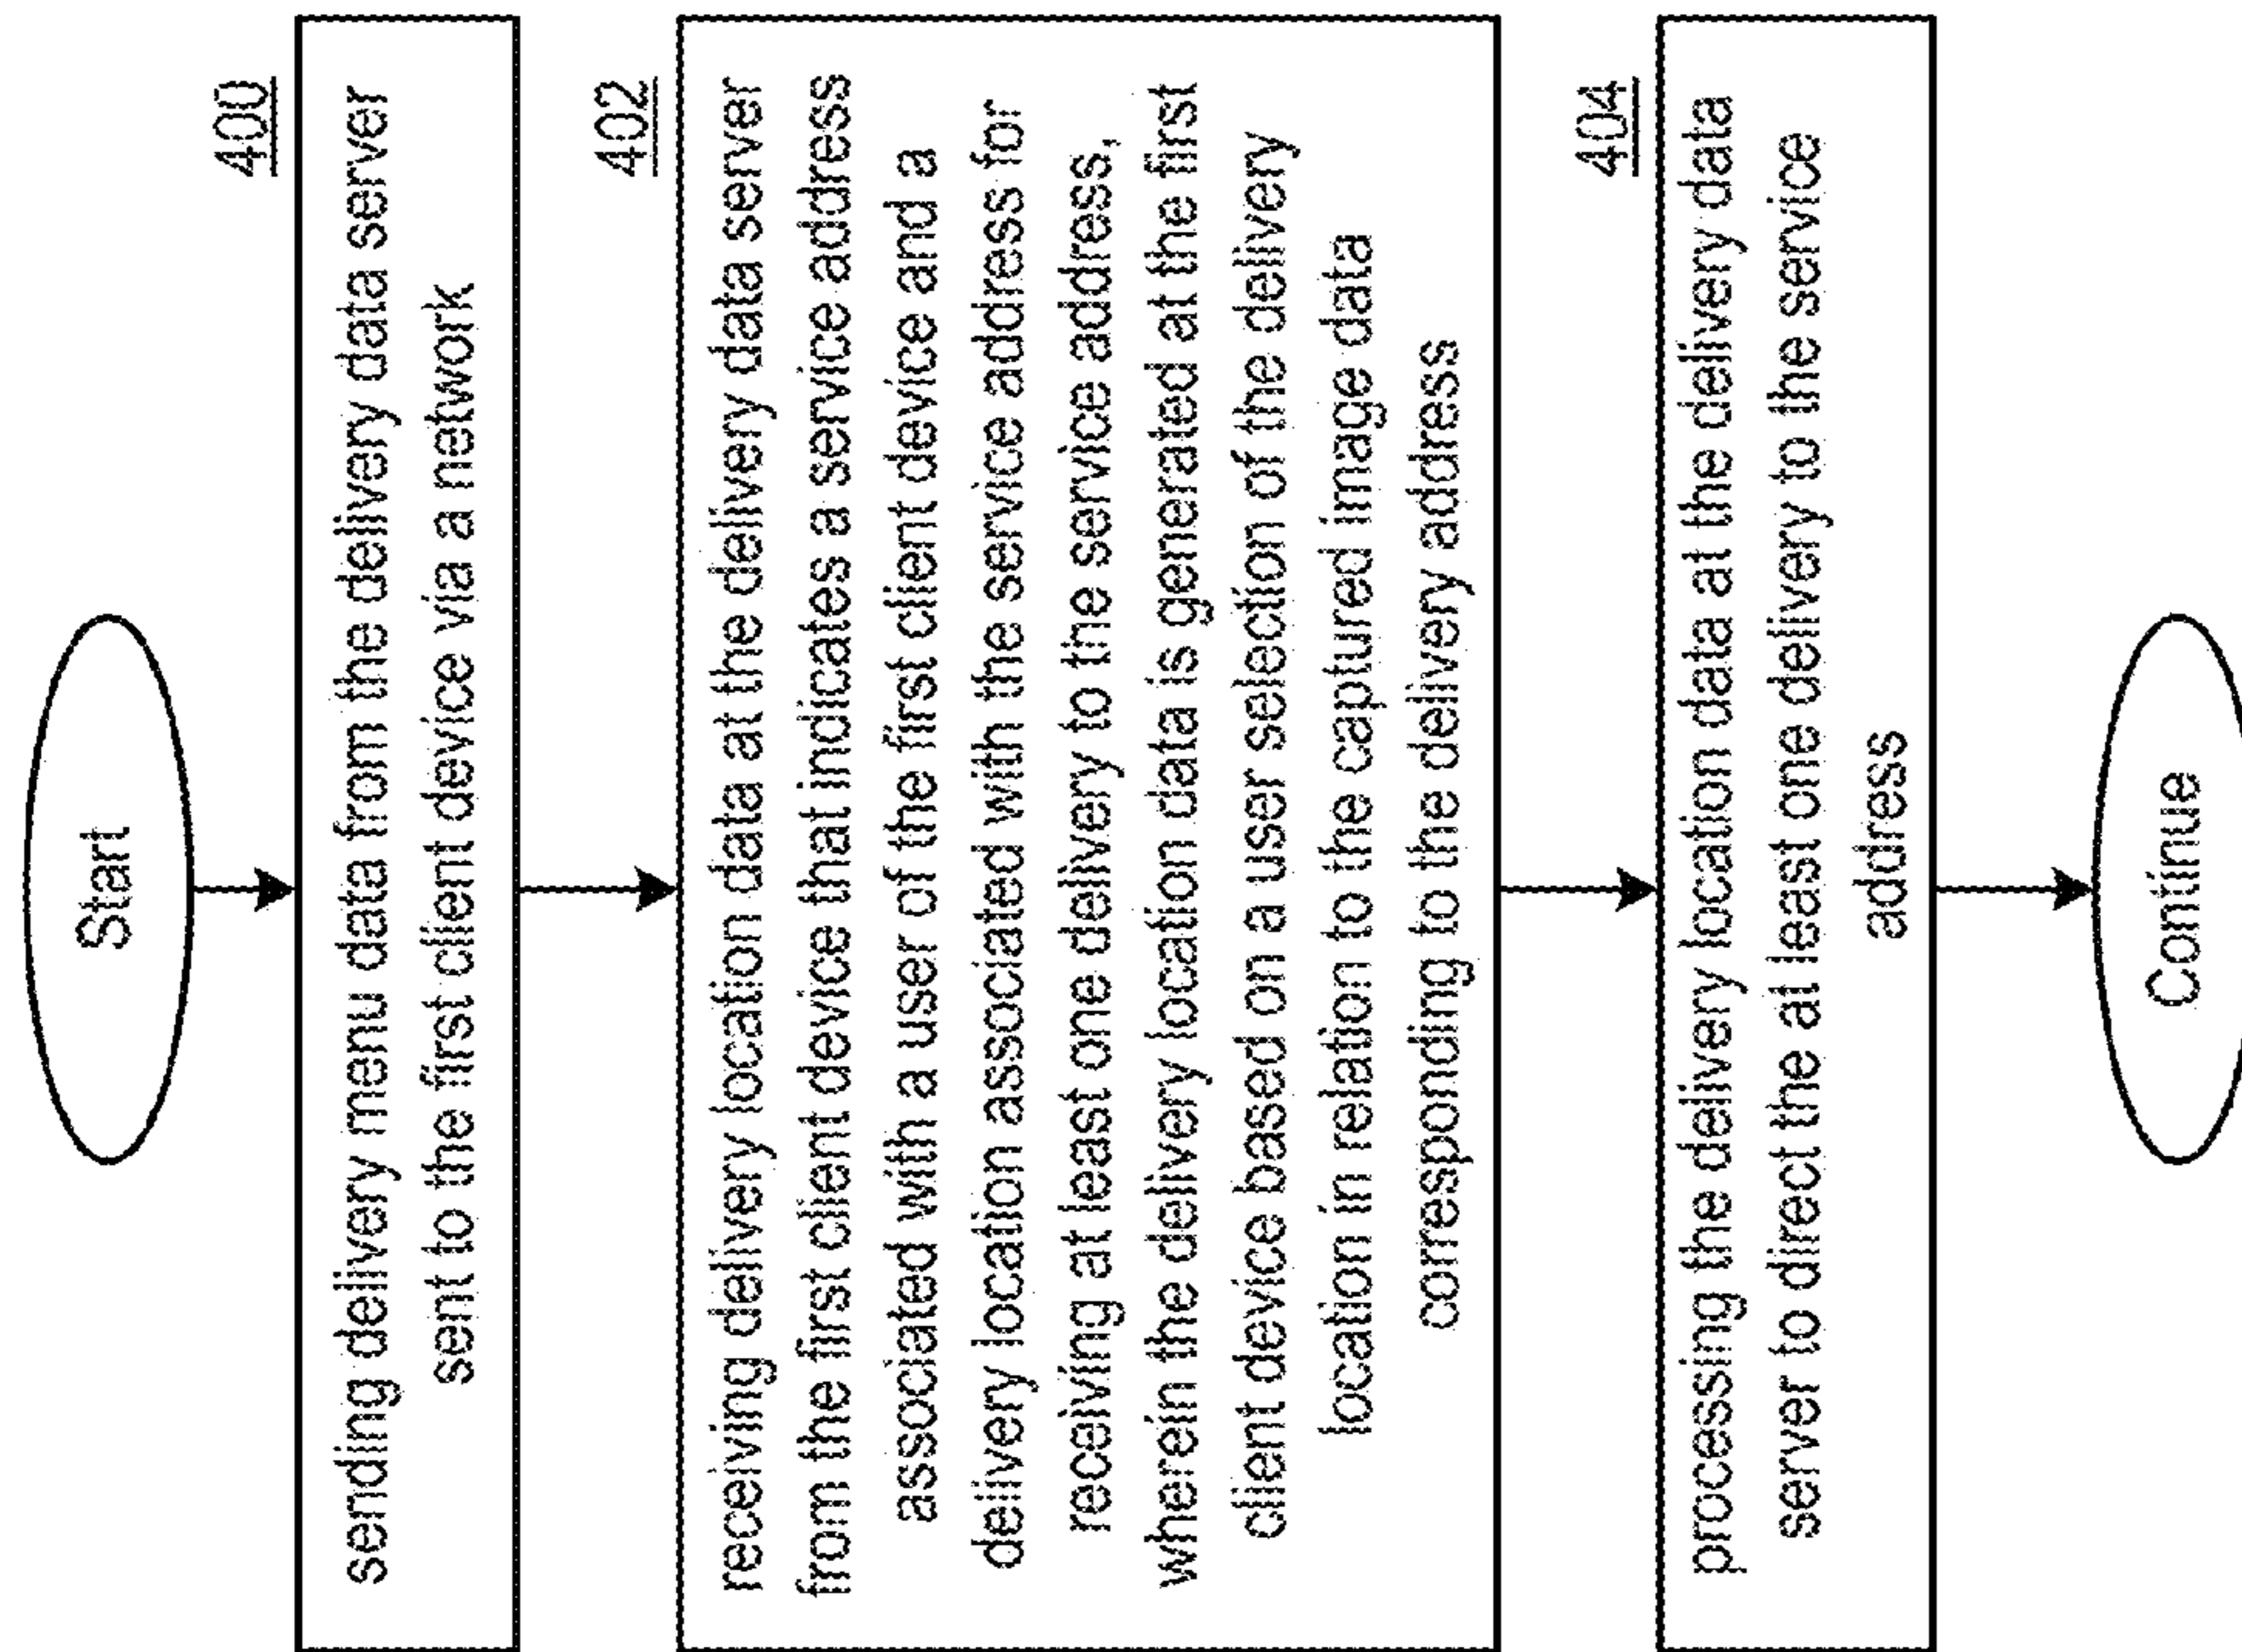 Start
400
sending delivery menu data from the delivery data server
sent to the first client device via a network
402
receiving delivery location data at the delivery data server
from the first client device that indicates a service address
associated with a user of the first client device and a
delivery location associated with the service address for
receiving at least one delivery to the service address,
wherein the delivery location data is generated at the first
client device based on a user selection of the delivery
location in relation to the captured image data
corresponding to the delivery address
404
processing the delivery location data at the delivery data
server to direct the at least one delivery to the service
address
Continue